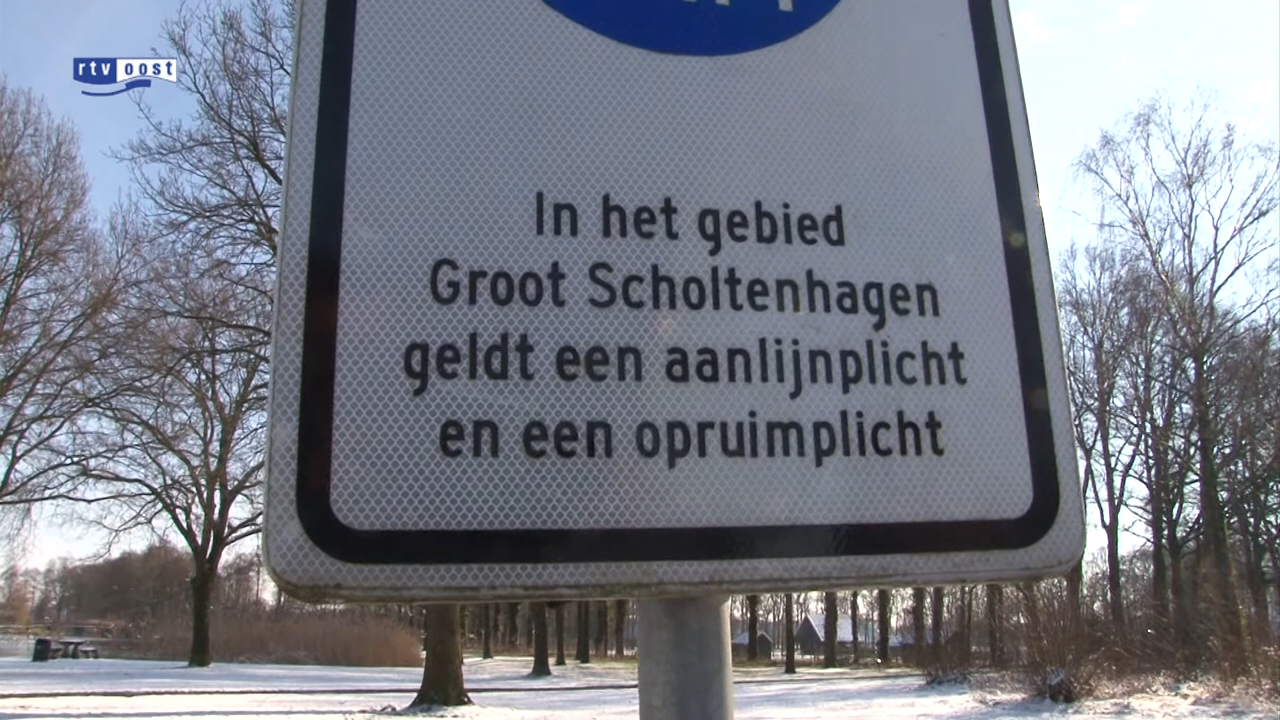 rtv oost
In het gebied
Groot Scholtenhagen
geldt een aanlijnplicht
en een opruimplicht